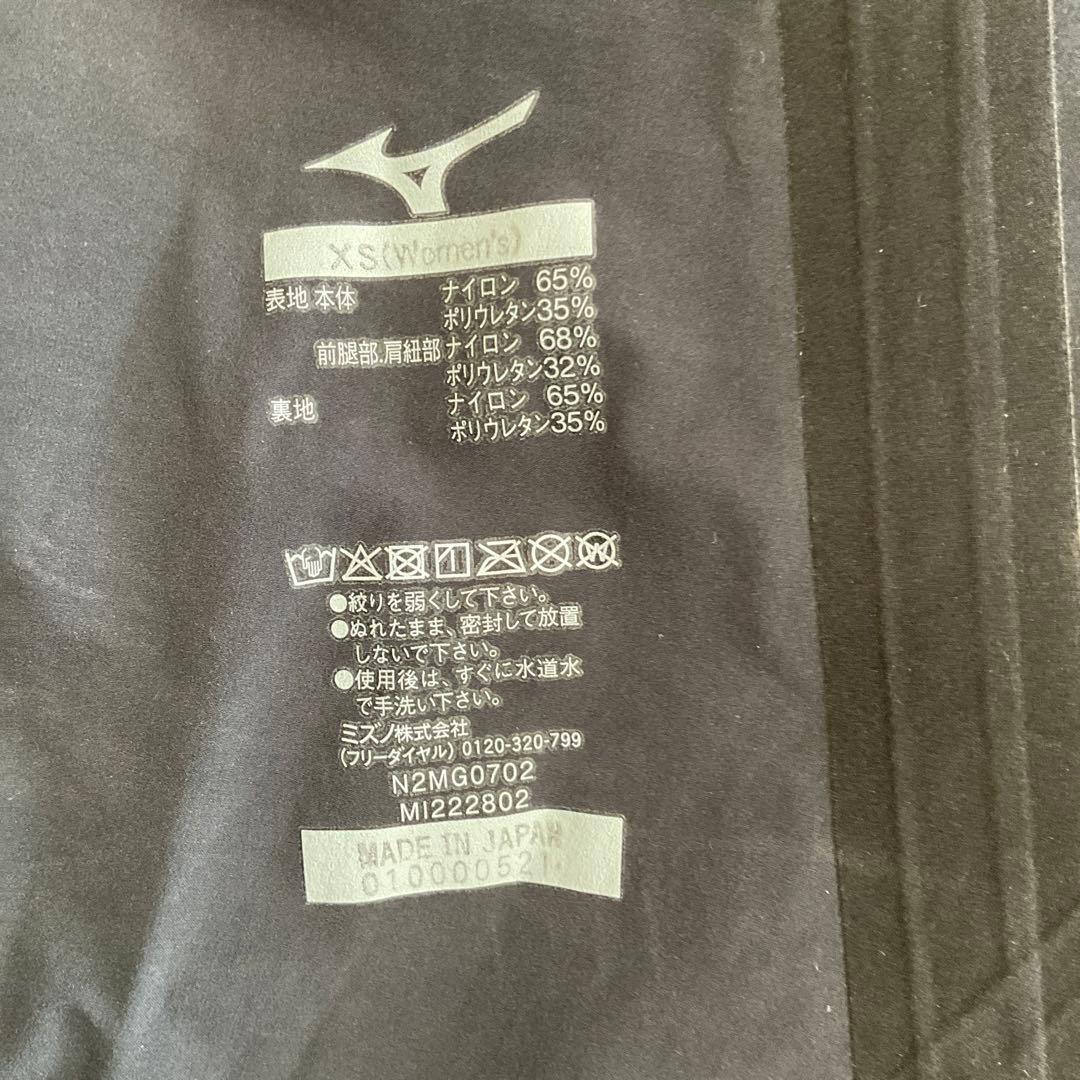 XS(Women's)
表地 本体 ナイロン 65%
ポリウレタン35%
前腿部.肩紐部 ナイロン 68%
ポリウレタン32%
裏地 ナイロン 65%
ポリウレタン35%
●絞りを弱くして下さい。
●ぬれたまま、密封して放置
しないで下さい。
●使用後は、すぐに水道水
で手洗い下さい。
ミズノ株式会社
(フリーダイヤル) 0120-320-799
N2MG0702
MI222802
MADE IN JAPAN
010000521.